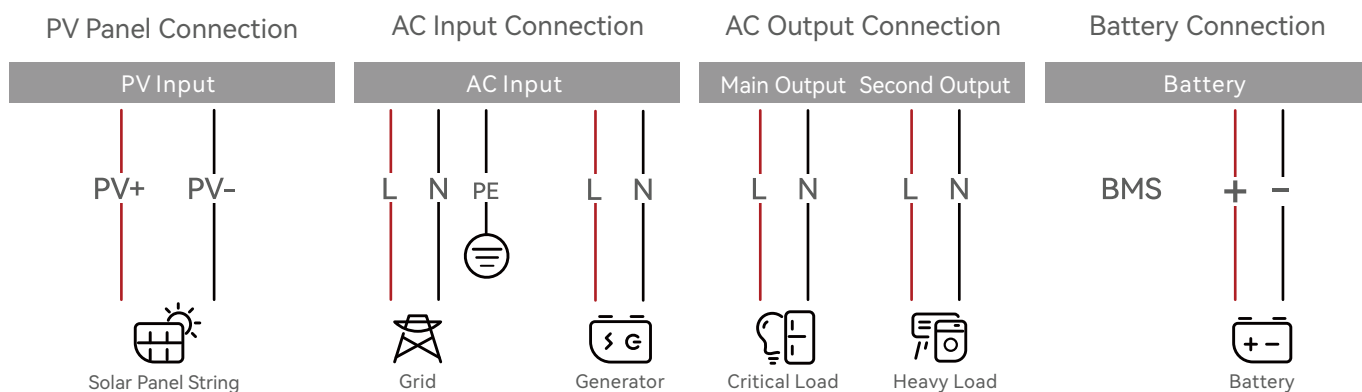 PV Panel Connection
AC Input Connection
AC Output Connection
Battery Connection
PV Input
AC Input
Main Output
Second Output
Battery
PV+
PV-
L
N
PE
L
N
L
N
L
N
BMS
+
-
Solar Panel String
Grid
Generator
Critical Load
Heavy Load
Battery